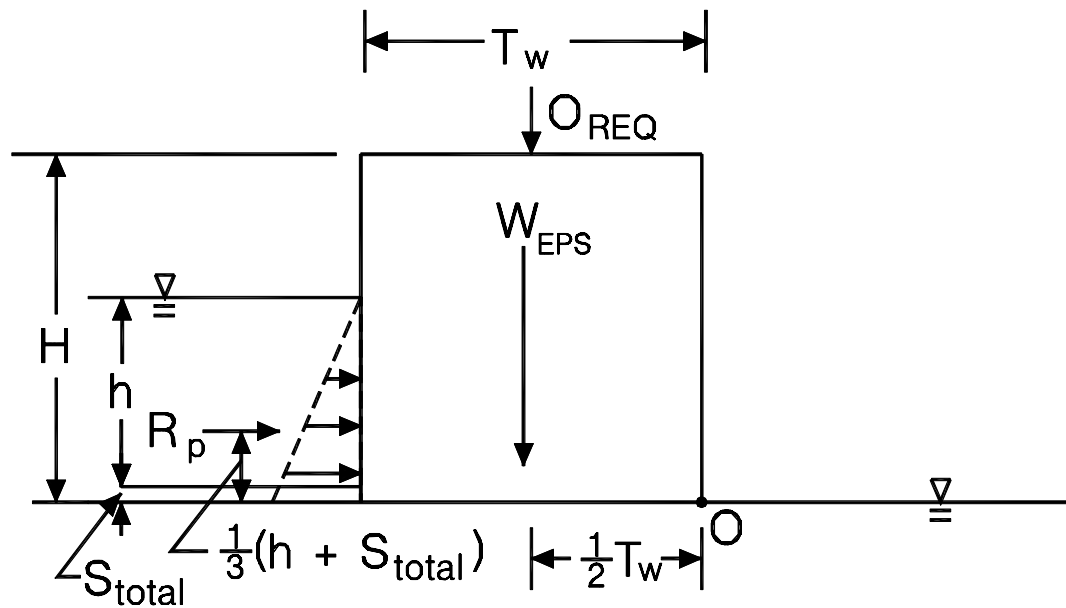 T_w
O_REQ
W_EPS
H
h
R_p
O
1/3(h + S_total)
1/2 T_w
S_total